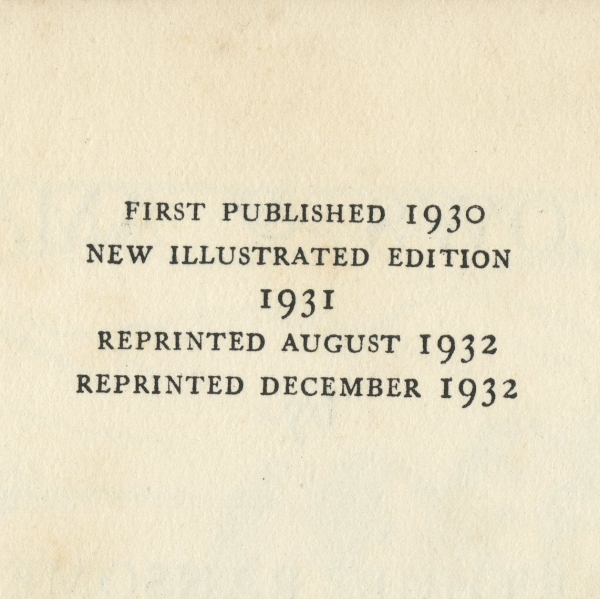 FIRST PUBLISHED 1930
NEW ILLUSTRATED EDITION
1931
REPRINTED AUGUST 1932
REPRINTED DECEMBER 1932